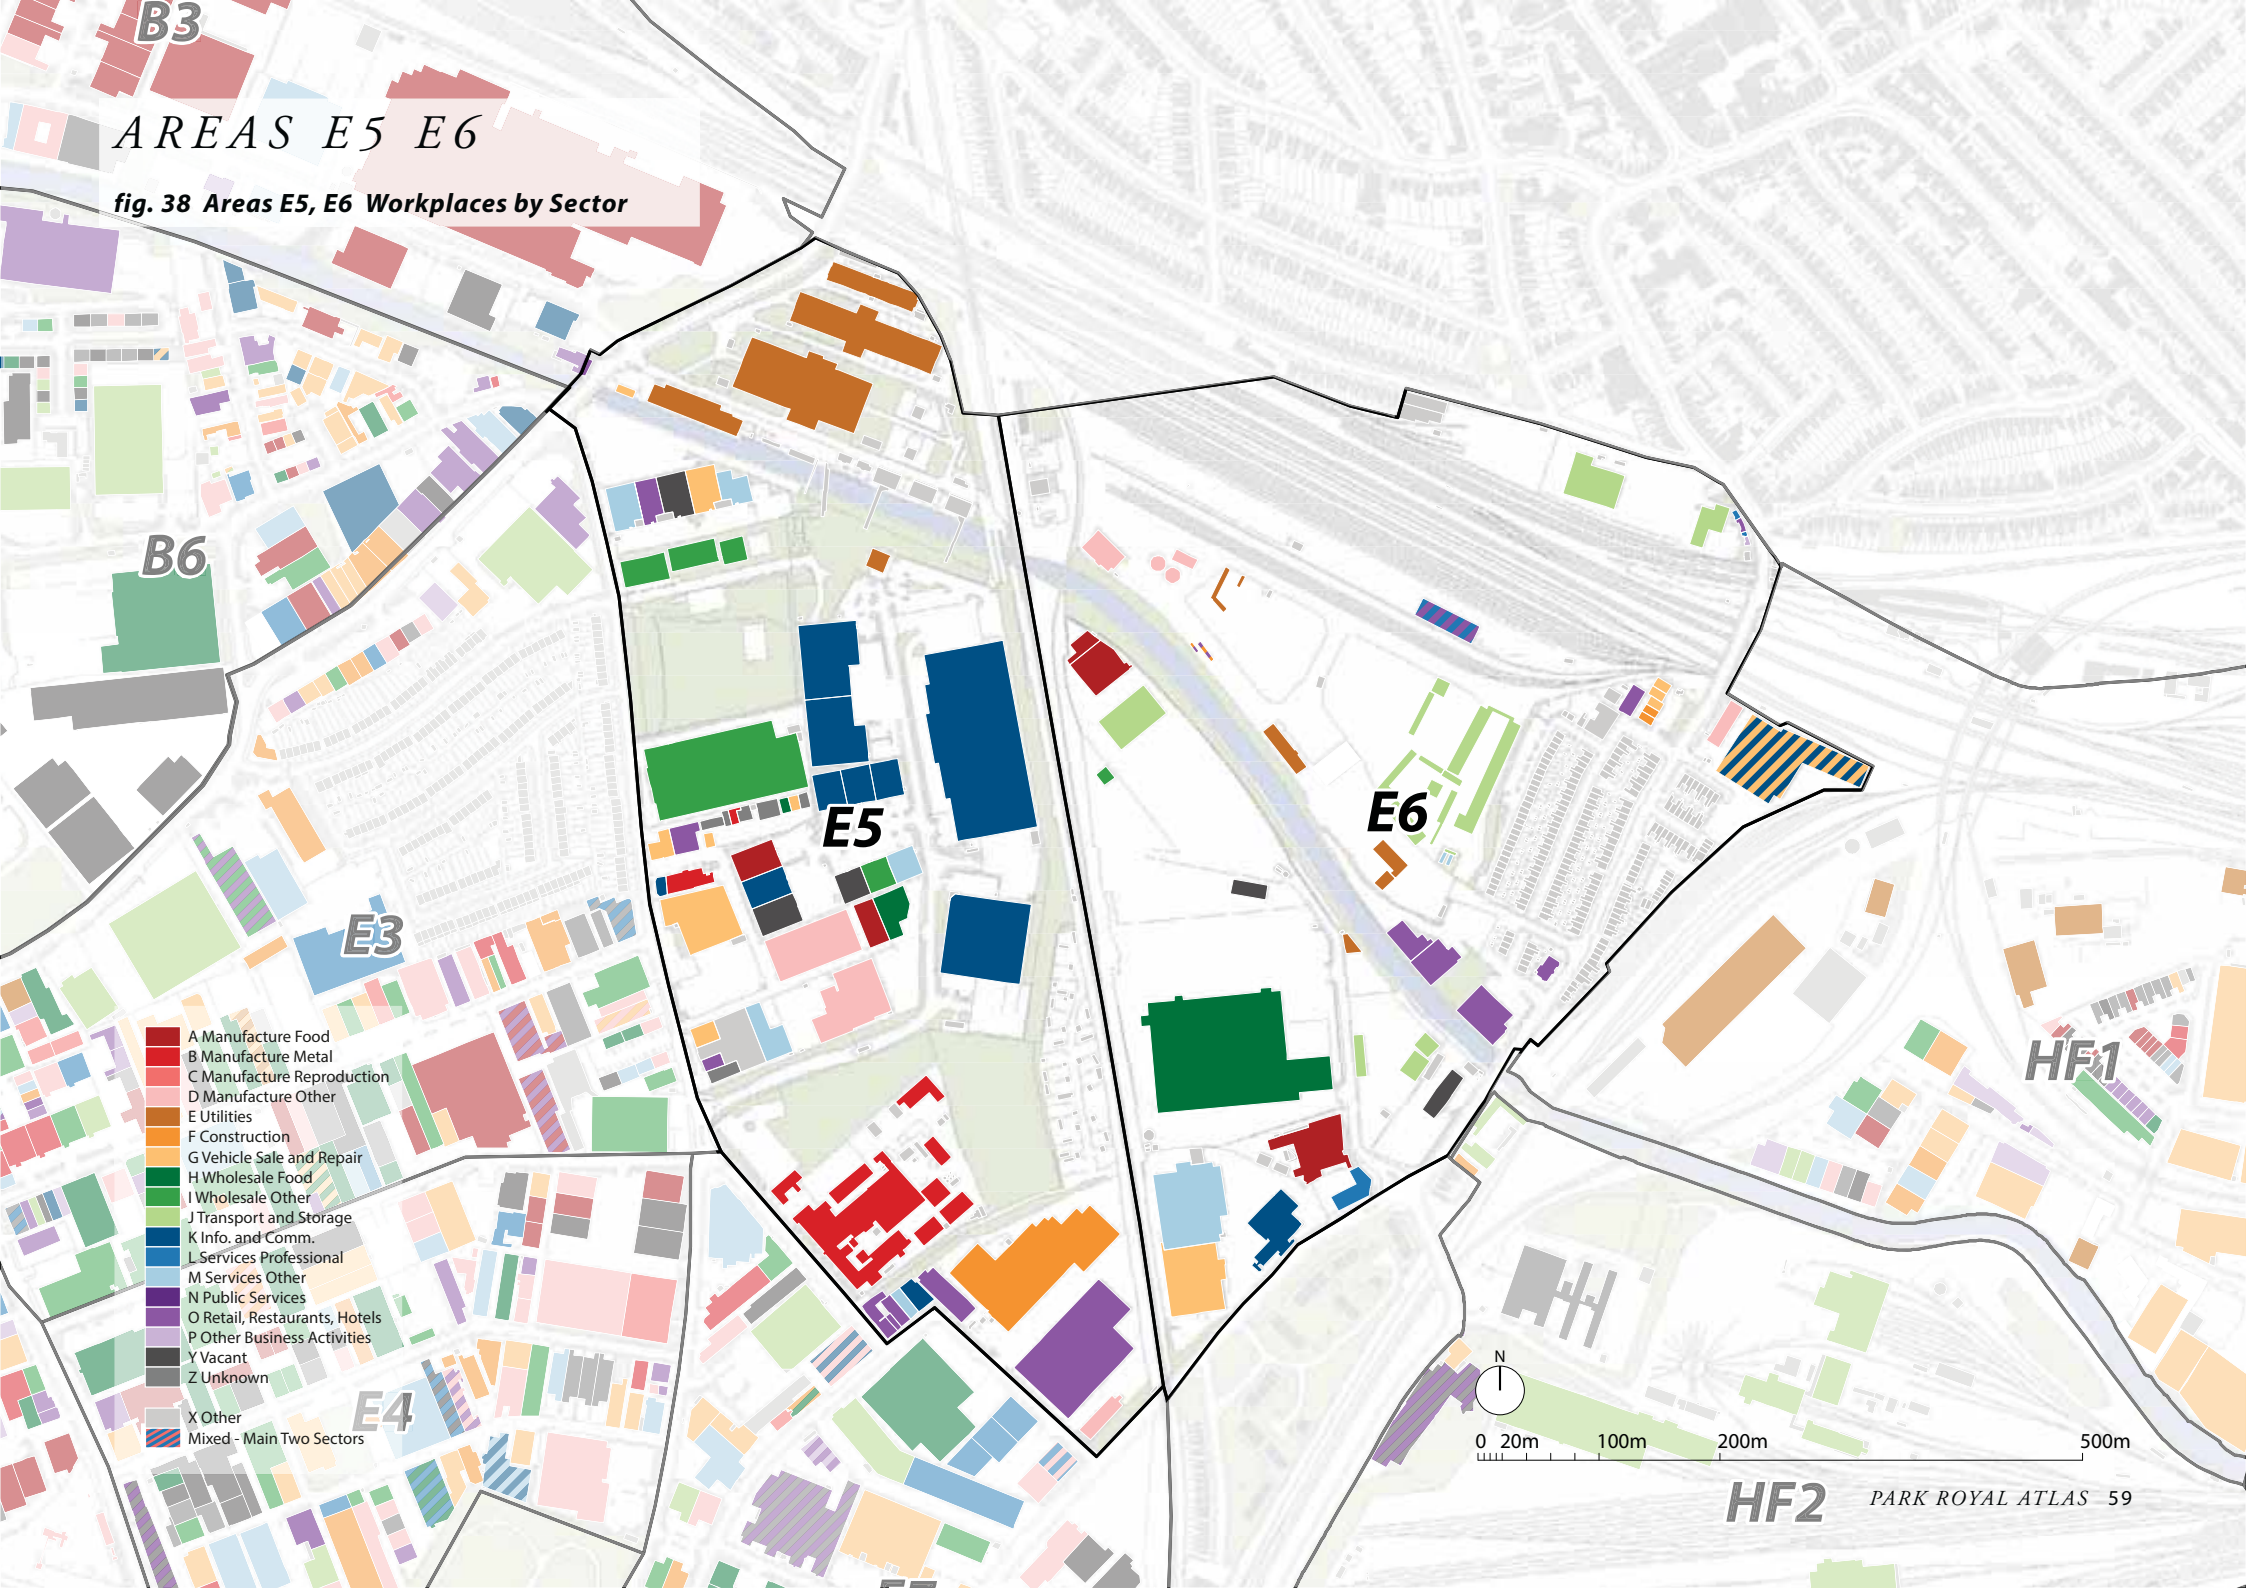 B3
AREAS E5 E6
fig. 38 Areas E5, E6 Workplaces by Sector
B6
E5
E6
E3
HF1
A Manufacture Food
B Manufacture Metal
C Manufacture Reproduction
D Manufacture Other
E Utilities
F Construction
G Vehicle Sale and Repair
H Wholesale Food
I Wholesale Other
J Transport and Storage
K Info. and Comm.
L Services Professional
M Services Other
N Public Services
O Retail, Restaurants, Hotels
P Other Business Activities
Y Vacant
Z Unknown
X Other
Mixed - Main Two Sectors
E4
N
0 20m 100m 200m 500m
HF2
PARK ROYAL ATLAS 59